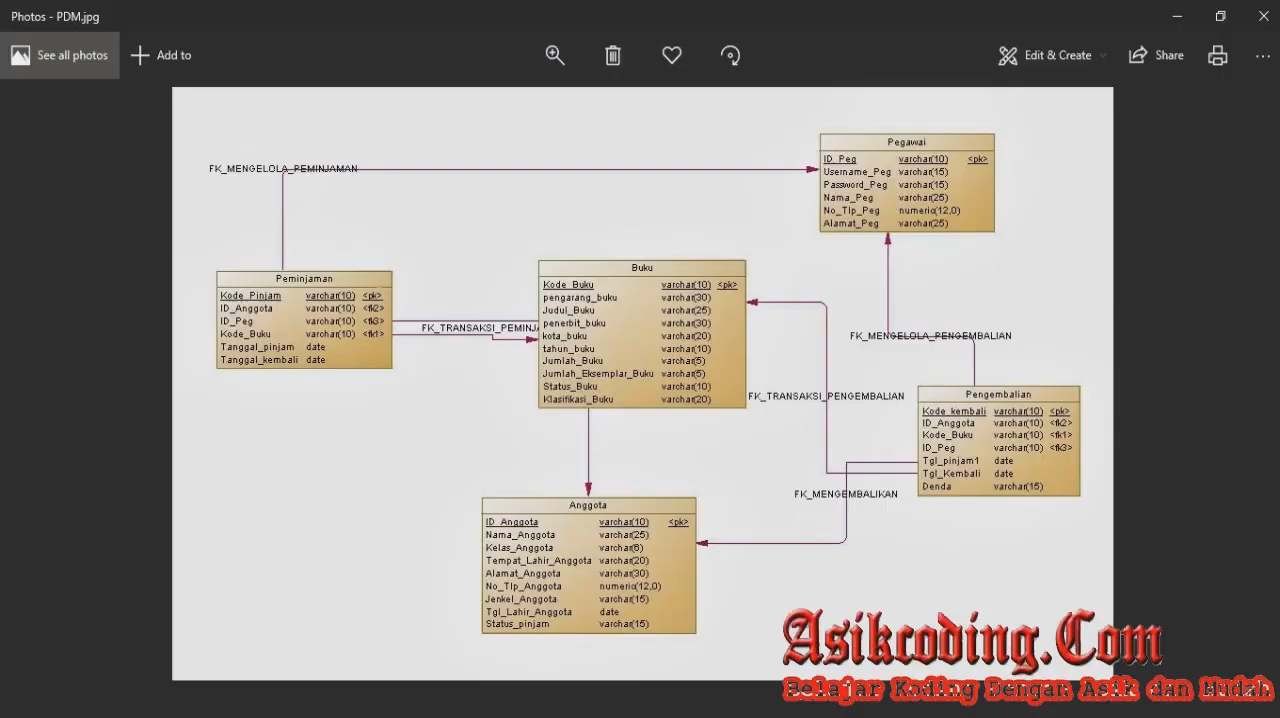 Photos - PDM.jpg
See all photos
Add to
Edit & Create
Share
FK_MENGELOLA_PEMINJAMAN
Pegawai
ID_Peg varchar(10) <pk>
Username_Peg varchar(15)
Password_Peg varchar(15)
Nama_Peg varchar(25)
No_Tlp_Peg numeric(12,0)
Alamat_Peg varchar(25)
Peminjaman
Kode_Pinjam varchar(10) <pk>
ID_Anggota varchar(10) <fk2>
ID_Peg varchar(10) <fk3>
Kode_Buku varchar(10) <fk1>
Tanggal_pinjam date
Tanggal_kembali date
FK_TRANSAKSI_PEMINJA
Buku
Kode_Buku varchar(10) <pk>
pengarang_buku varchar(30)
Judul_Buku varchar(25)
penerbit_buku varchar(30)
kota_buku varchar(20)
tahun_buku varchar(10)
Jumlah_Buku varchar(5)
Jumlah_Eksemplar_Buku varchar(5)
Status_Buku varchar(10)
Klasifikasi_Buku varchar(20)
FK_MENGELOLA_PENGEMBALIAN
FK_TRANSAKSI_PENGEMBALIAN
Pengembalian
Kode_kembali varchar(10) <pk>
ID_Anggota varchar(10) <fk2>
Kode_Buku varchar(10) <fk1>
ID_Peg varchar(10) <fk3>
Tgl_pinjam1 date
Tgl_Kembali date
Denda varchar(15)
FK_MENGEMBALIKAN
Anggota
ID_Anggota varchar(10) <pk>
Nama_Anggota varchar(25)
Kelas_Anggota varchar(6)
Tempat_Lahir_Anggota varchar(20)
Alamat_Anggota varchar(30)
No_Tlp_Anggota numeric(12,0)
Jenkel_Anggota varchar(15)
Tgl_Lahir_Anggota date
Status_pinjam varchar(15)
Asikcoding.Com
Belajar Koding Dengan Asik dan Mudah